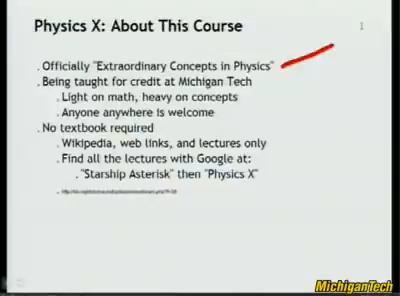 Physics X: About This Course
1
. Officially "Extraordinary Concepts in Physics"
. Being taught for credit at Michigan Tech
. Light on math, heavy on concepts
. Anyone anywhere is welcome
. No textbook required
. Wikipedia, web links, and lectures only
. Find all the lectures with Google at:
. "Starship Asterisk" then "Physics X"
MichiganTech